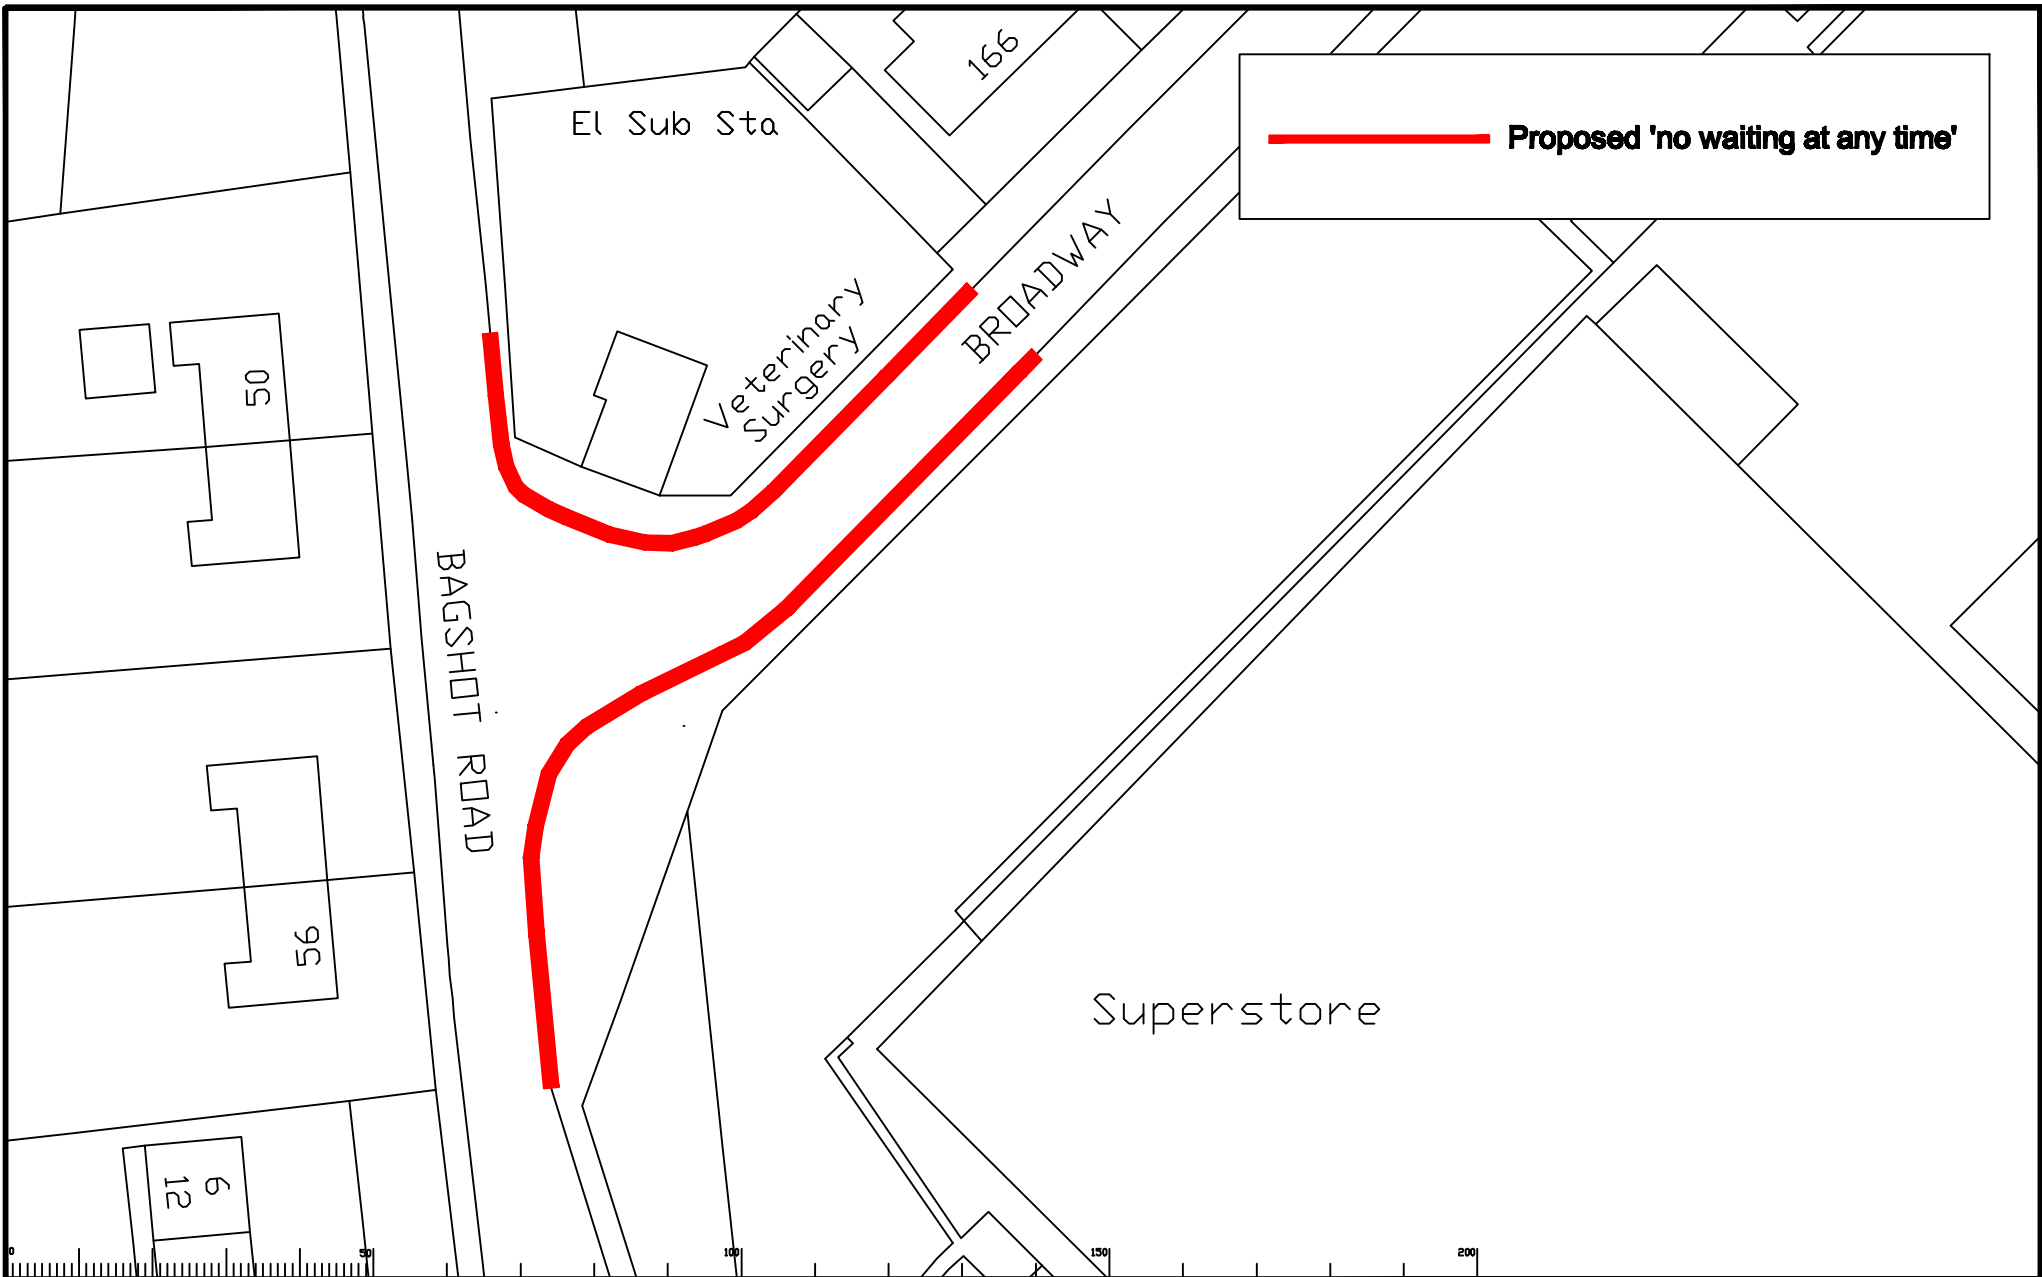 166
El Sub Sta
Proposed 'no waiting at any time'
BROADWAY
Veterinary
Surgery
50
BAGSHOT ROAD
56
Superstore
6
12
0
50
100
150
200